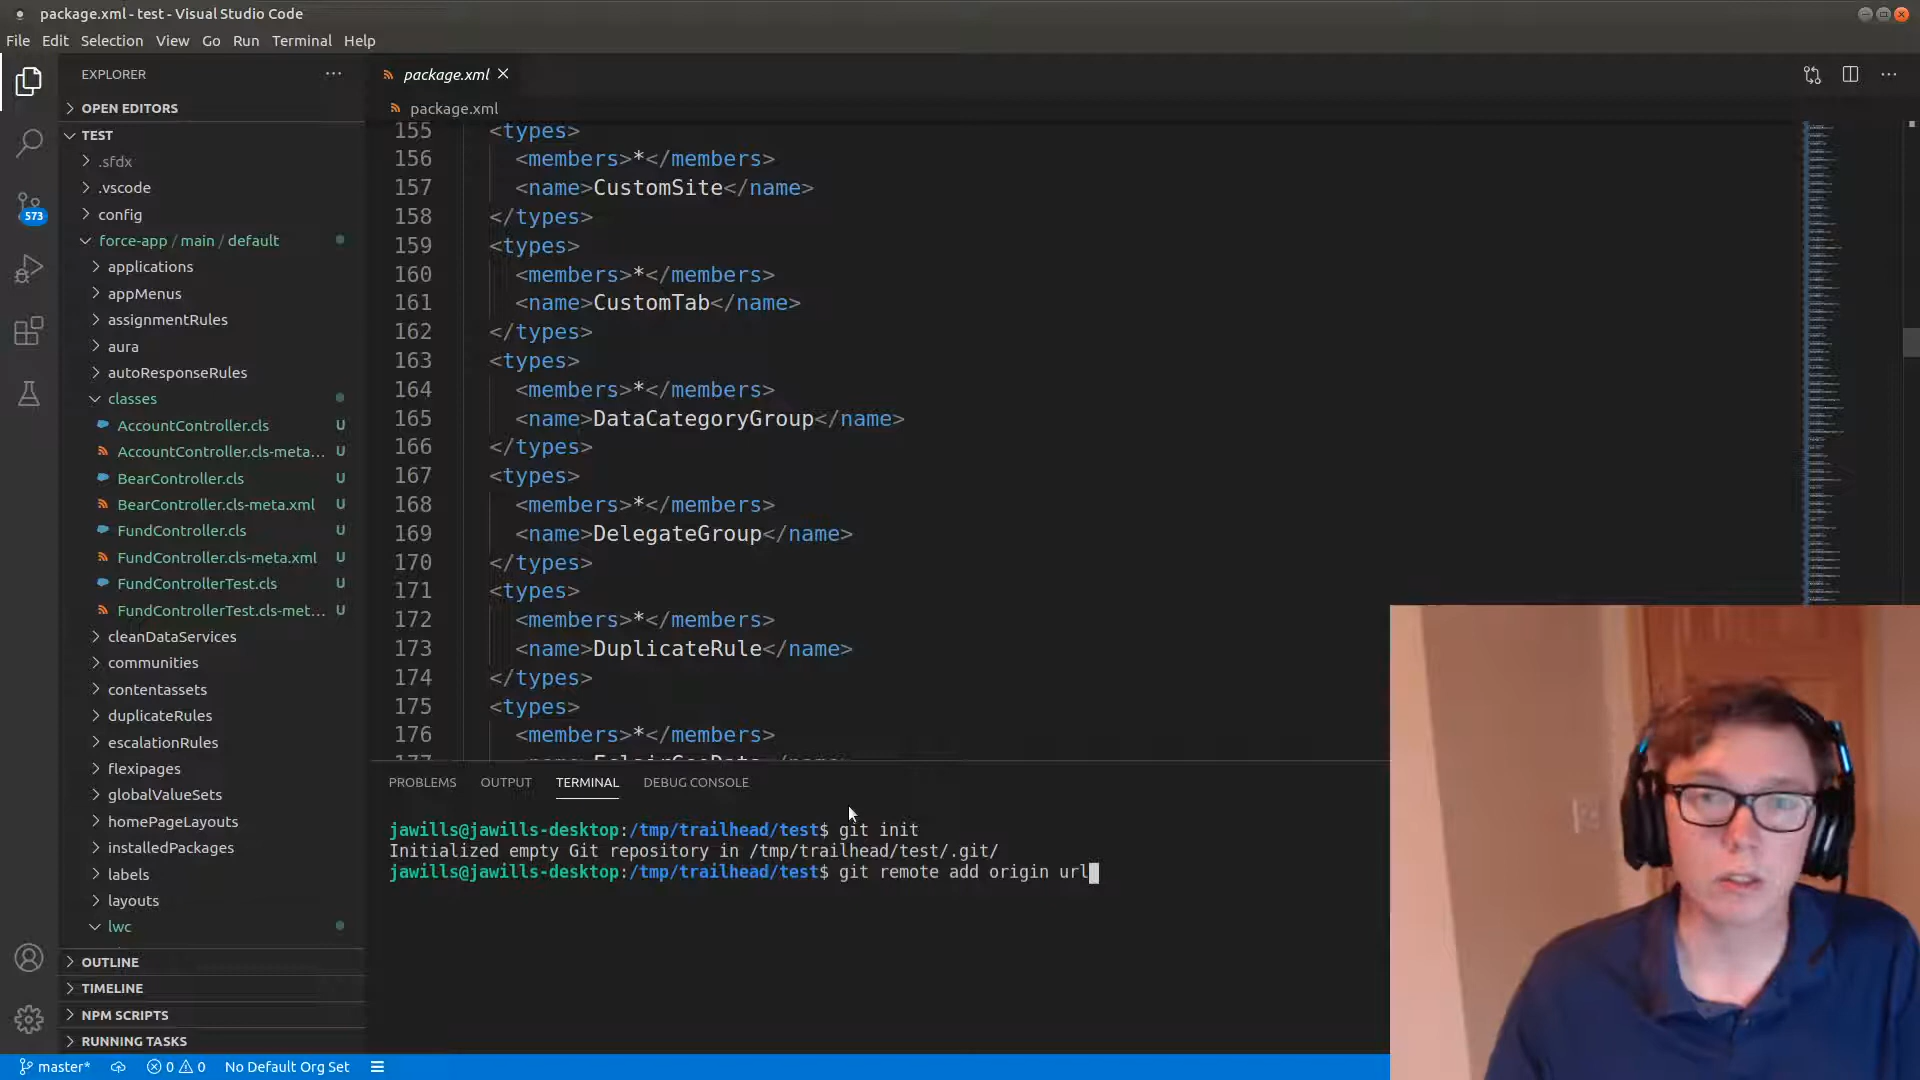 package.xml - test - Visual Studio Code
File Edit Selection View Go Run Terminal Help
EXPLORER
OPEN EDITORS
TEST
.sfdx
.vscode
config
force-app / main / default
applications
appMenus
assignmentRules
aura
autoResponseRules
classes
AccountController.cls U
AccountController.cls-meta... U
BearController.cls U
BearController.cls-meta.xml U
FundController.cls U
FundController.cls-meta.xml U
FundControllerTest.cls U
FundControllerTest.cls-met... U
cleanDataServices
communities
contentassets
duplicateRules
escalationRules
flexipages
globalValueSets
homePageLayouts
installedPackages
labels
layouts
lwc
OUTLINE
TIMELINE
NPM SCRIPTS
RUNNING TASKS
573
package.xml
package.xml
155 <types>
156 <members>*</members>
157 <name>CustomSite</name>
158 </types>
159 <types>
160 <members>*</members>
161 <name>CustomTab</name>
162 </types>
163 <types>
164 <members>*</members>
165 <name>DataCategoryGroup</name>
166 </types>
167 <types>
168 <members>*</members>
169 <name>DelegateGroup</name>
170 </types>
171 <types>
172 <members>*</members>
173 <name>DuplicateRule</name>
174 </types>
175 <types>
176 <members>*</members>
PROBLEMS OUTPUT TERMINAL DEBUG CONSOLE
jawills@jawills-desktop:/tmp/trailhead/test$ git init
Initialized empty Git repository in /tmp/trailhead/test/.git/
jawills@jawills-desktop:/tmp/trailhead/test$ git remote add origin url
master* 0 0 No Default Org Set